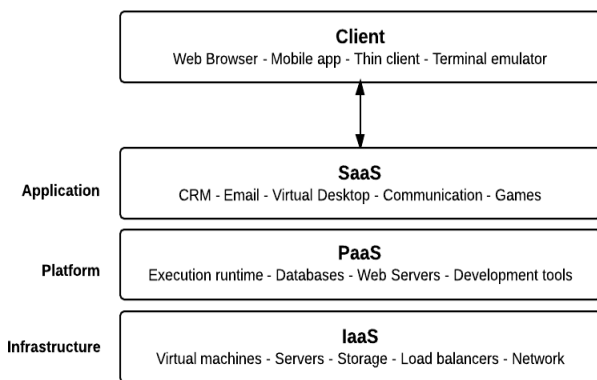 Client
Web Browser - Mobile app - Thin client - Terminal emulator
SaaS
Application
CRM - Email - Virtual Desktop - Communication - Games
PaaS
Platform
Execution runtime - Databases - Web Servers - Development tools
IaaS
Infrastructure
Virtual machines - Servers - Storage - Load balancers - Network